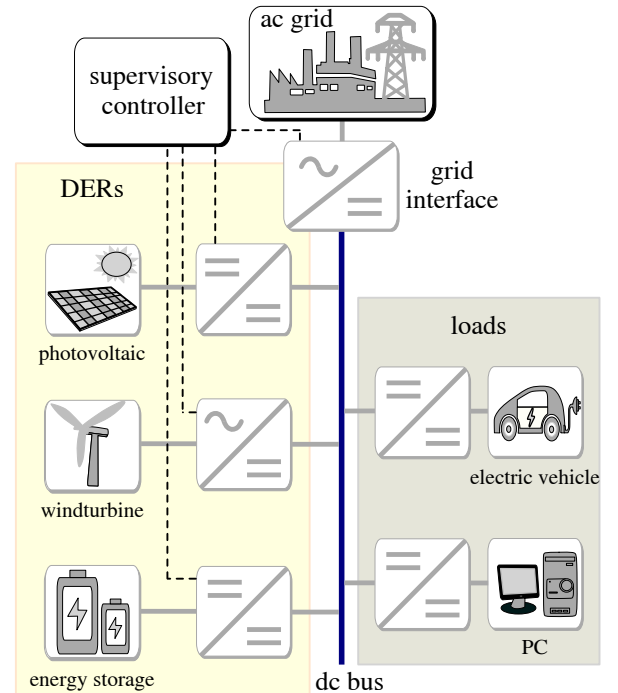 ac grid
supervisory
controller
grid
interface
DERs
loads
photovoltaic
electric vehicle
windturbine
PC
energy storage
dc bus